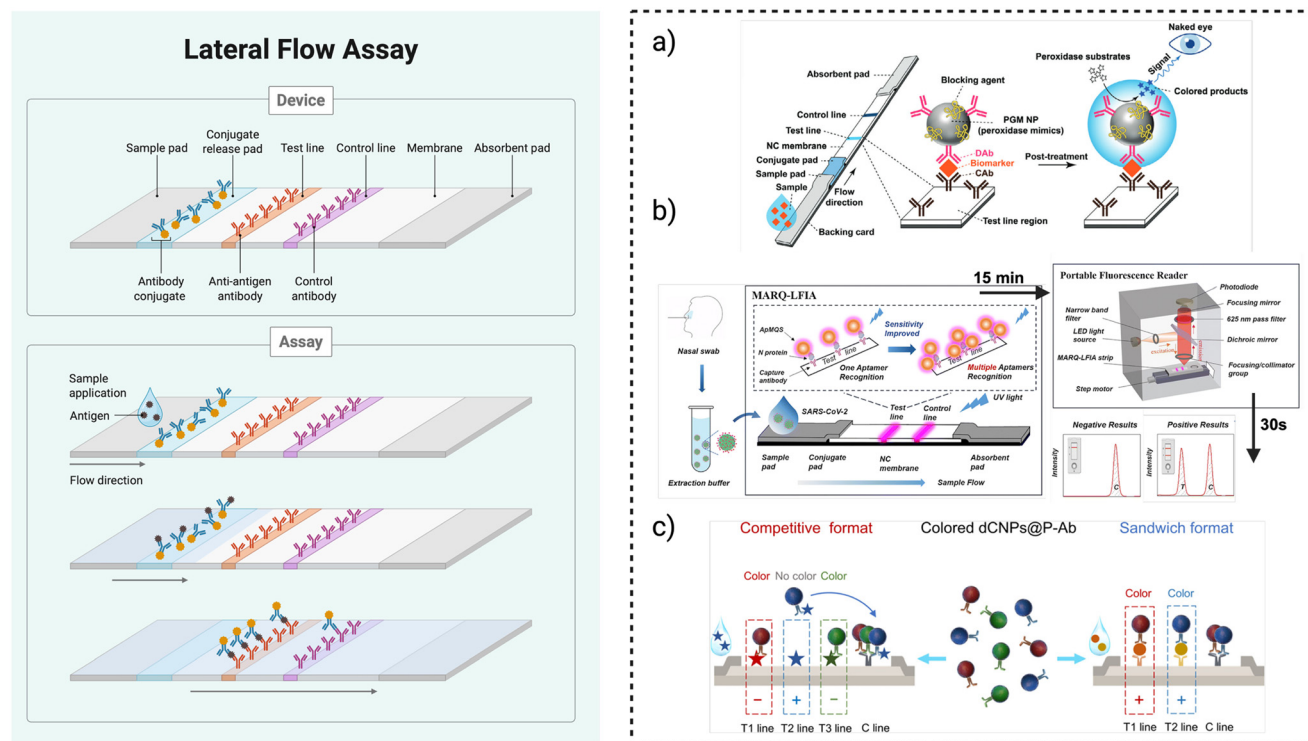 Lateral Flow Assay
Device
Sample pad
Conjugate
release pad
Test line
Control line
Membrane
Absorbent pad
Antibody
conjugate
Anti-antigen
antibody
Control
antibody
Assay
Sample
application
Antigen
Flow direction
a)
Absorbent pad
Control line
Test line
NC membrane
Conjugate pad
Sample pad
Sample
Flow
direction
Backing card
Blocking agent
PGM NP
(peroxidase mimics)
DAb
Biomarker
CAb
Test line region
Post-treatment
Peroxidase substrates
Signal
Naked eye
Colored products
b)
Nasal swab
Extraction buffer
MARQ-LFIA
ApMQS
N protein
Capture
antibody
Test line
One Aptamer
Recognition
Sensitivity
Improved
Test line
Multiple Aptamers
Recognition
UV light
SARS-CoV-2
Test
line
Control
line
Sample
pad
Conjugate
pad
NC
membrane
Absorbent
pad
Sample Flow
15 min
Portable Fluorescence Reader
Photodiode
Focusing mirror
625 nm pass filter
Dichroic mirror
Focusing/collimator
group
Narrow band
filter
LED light
source
excitation
MARQ-LFIA strip
Step motor
30s
Negative Results
Intensity
C
Positive Results
Intensity
T
C
c)
Competitive format
Colored dCNPs@P-Ab
Sandwich format
Color
No color
Color
Color
Color
− + −
+ +
T1 line
T2 line
T3 line
C line
T1 line
T2 line
C line